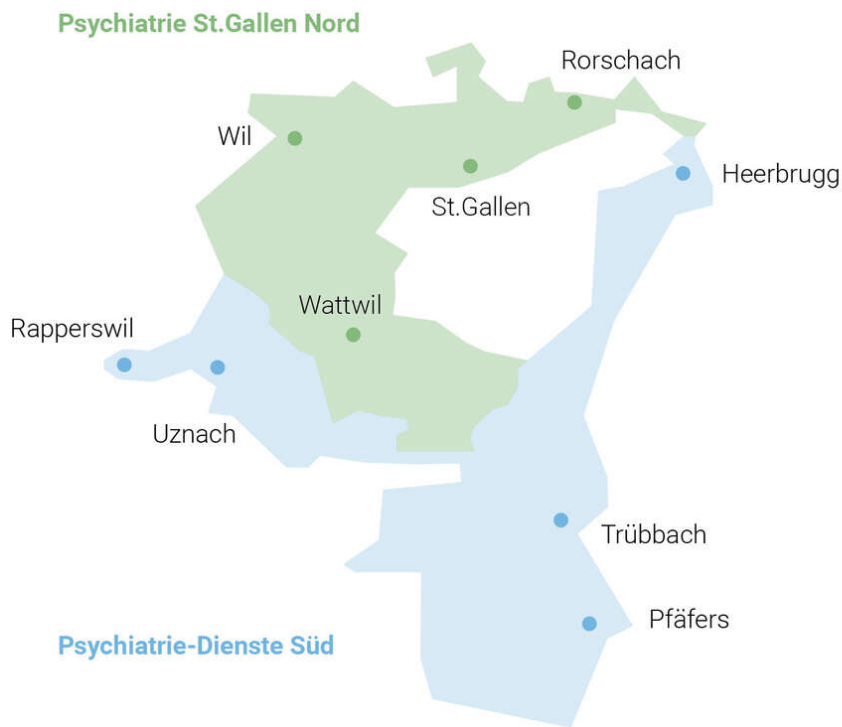 Psychiatrie St.Gallen Nord
Rorschach
Wil
Heerbrugg
St.Gallen
Wattwil
Rapperswil
Uznach
Trübbach
Pfäfers
Psychiatrie-Dienste Süd